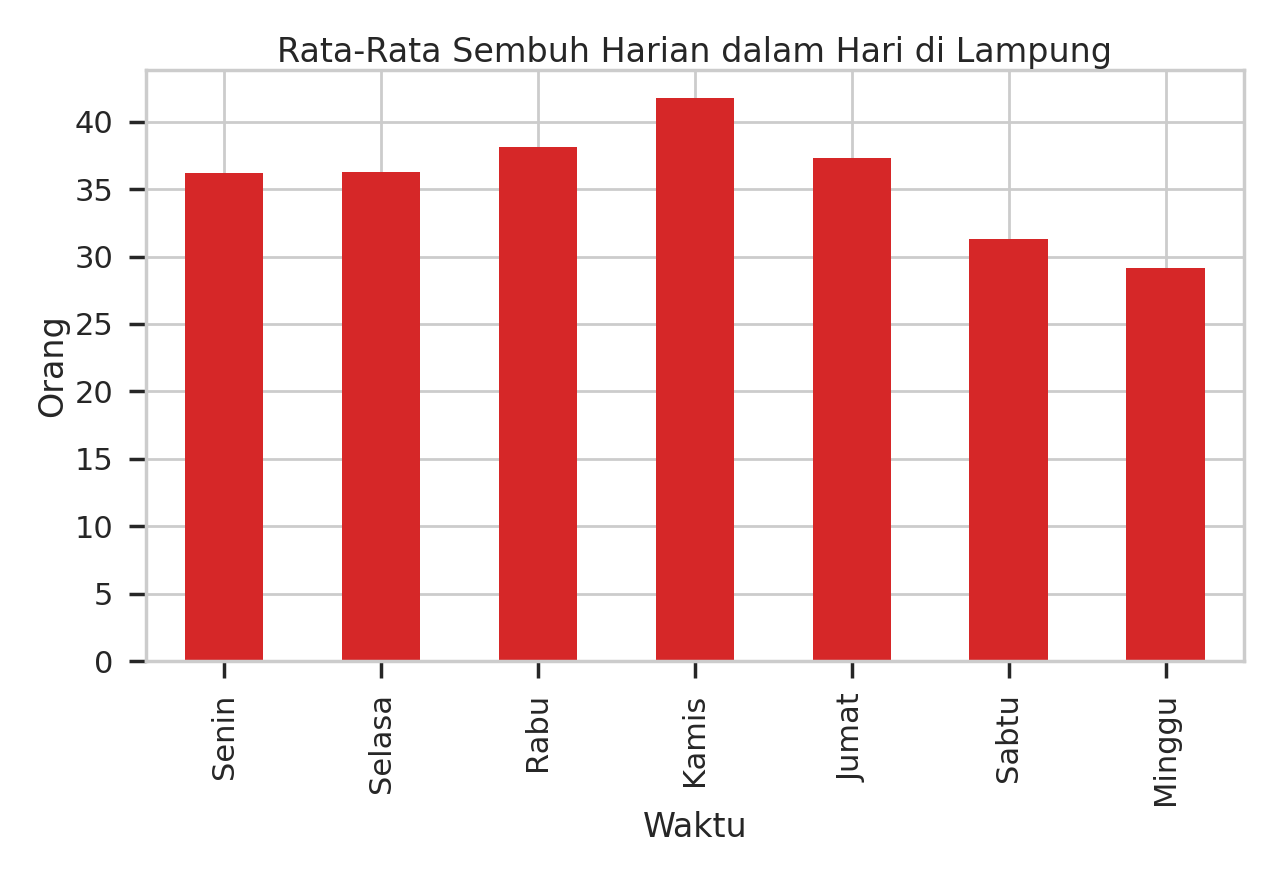 Rata-Rata Sembuh Harian dalam Hari di Lampung
Orang
40
35
30
25
20
15
10
5
0
Senin
Selasa
Rabu
Kamis
Jumat
Sabtu
Minggu
Waktu